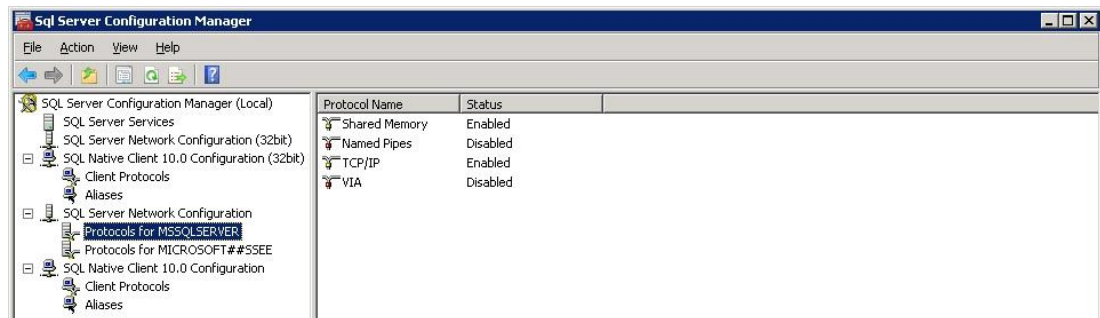 Sql Server Configuration Manager
File Action View Help
SQL Server Configuration Manager (Local)
SQL Server Services
SQL Server Network Configuration (32bit)
SQL Native Client 10.0 Configuration (32bit)
Client Protocols
Aliases
SQL Server Network Configuration
Protocols for MSSQLSERVER
Protocols for MICROSOFT##SSEE
SQL Native Client 10.0 Configuration
Client Protocols
Aliases
Protocol Name Status
Shared Memory Enabled
Named Pipes Disabled
TCP/IP Enabled
VIA Disabled